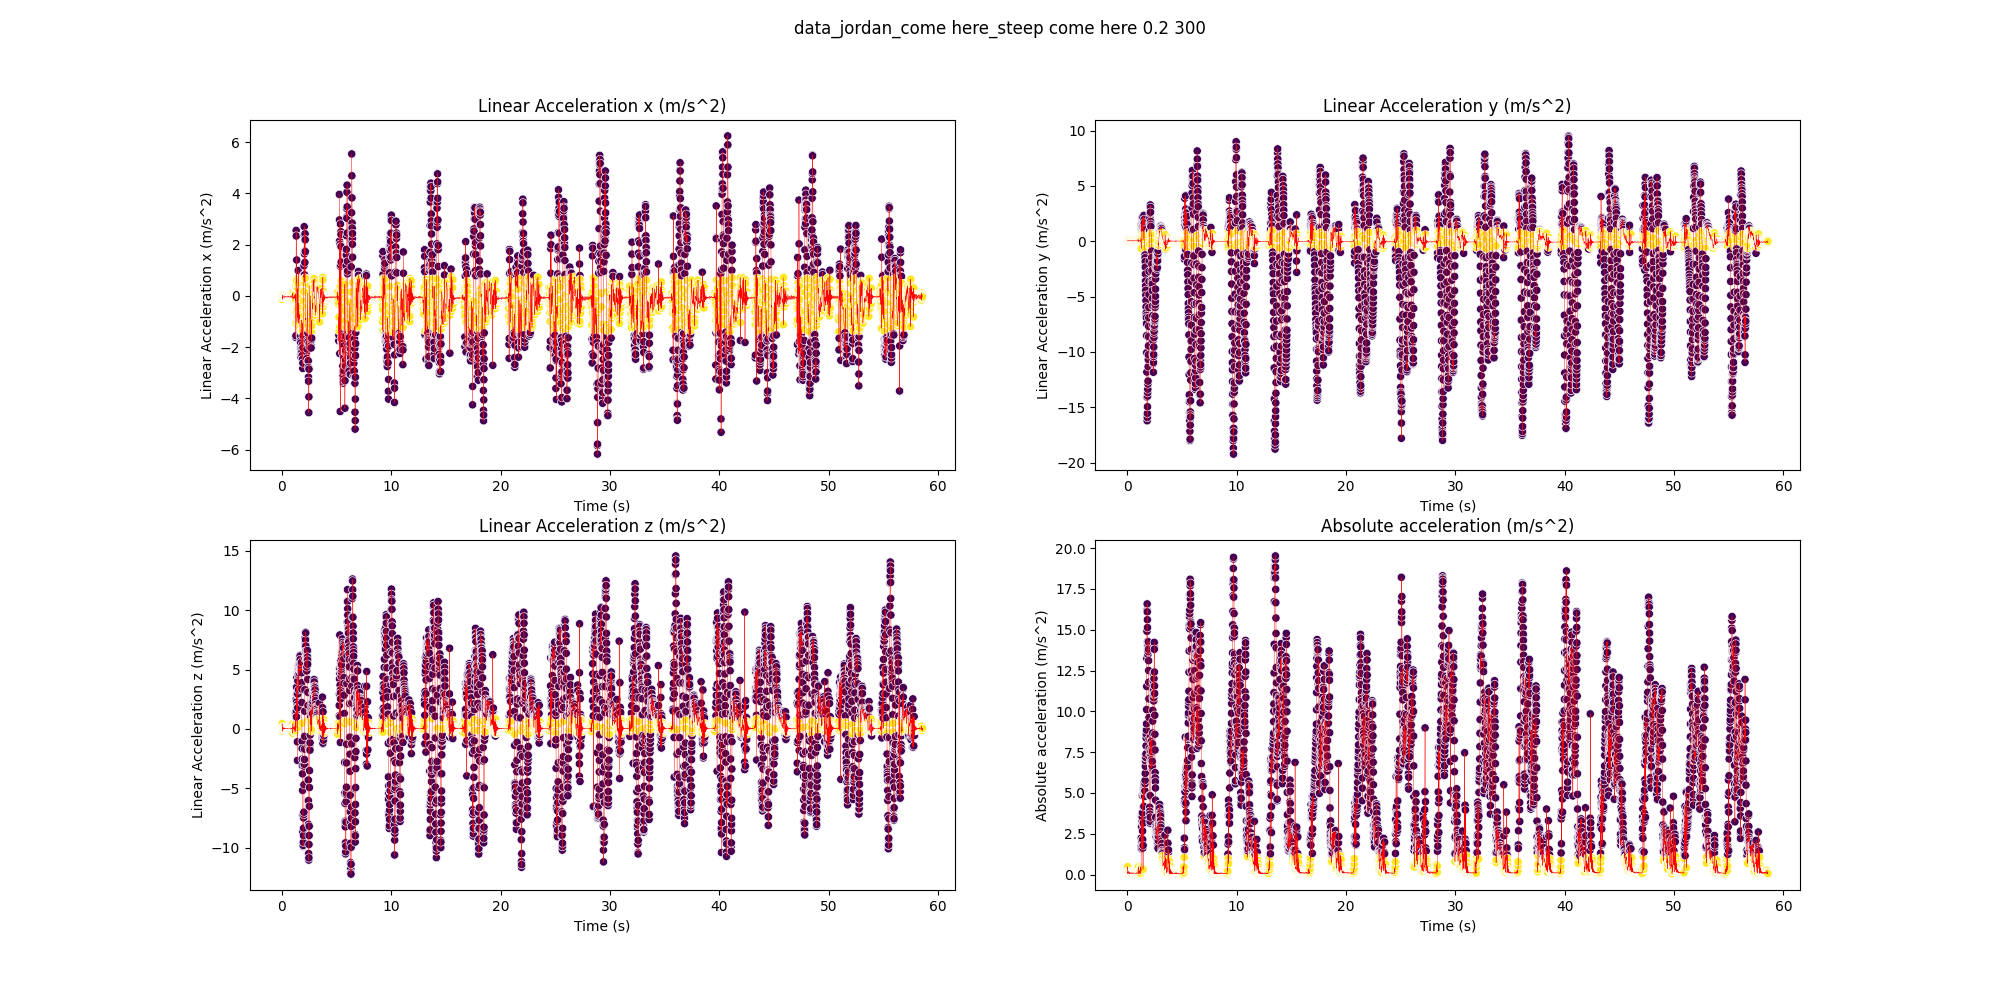 data_jordan_come here_steep come here 0.2 300
Linear Acceleration x (m/s^2)
Linear Acceleration x (m/s^2)
6
4
2
0
−2
−4
−6
0 10 20 30 40 50 60
Time (s)
Linear Acceleration y (m/s^2)
Linear Acceleration y (m/s^2)
10
5
0
−5
−10
−15
−20
0 10 20 30 40 50 60
Time (s)
Linear Acceleration z (m/s^2)
Linear Acceleration z (m/s^2)
15
10
5
0
−5
−10
0 10 20 30 40 50 60
Time (s)
Absolute acceleration (m/s^2)
Absolute acceleration (m/s^2)
20.0
17.5
15.0
12.5
10.0
7.5
5.0
2.5
0.0
0 10 20 30 40 50 60
Time (s)